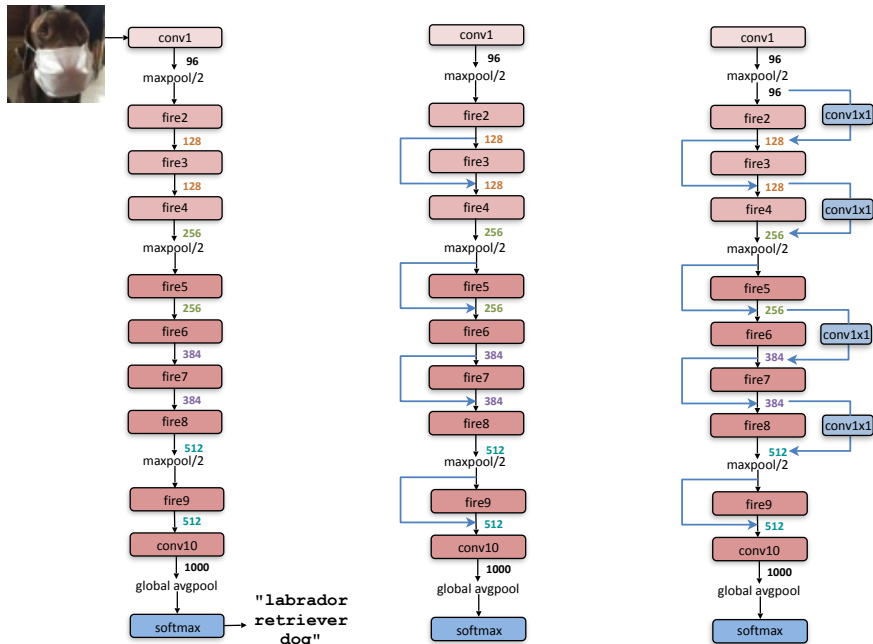 conv1
96
maxpool/2
fire2
128
fire3
128
fire4
256
maxpool/2
fire5
256
fire6
384
fire7
384
fire8
512
maxpool/2
fire9
512
conv10
1000
global avgpool
softmax
"labrador
retriever
dog"
conv1
96
maxpool/2
fire2
128
fire3
128
fire4
256
maxpool/2
fire5
256
fire6
384
fire7
384
fire8
512
maxpool/2
fire9
512
conv10
1000
global avgpool
softmax
conv1
96
maxpool/2
96
conv1x1
fire2
128
fire3
128
fire4
conv1x1
256
maxpool/2
fire5
256
fire6
conv1x1
384
fire7
384
fire8
conv1x1
512
maxpool/2
fire9
512
conv10
1000
global avgpool
softmax